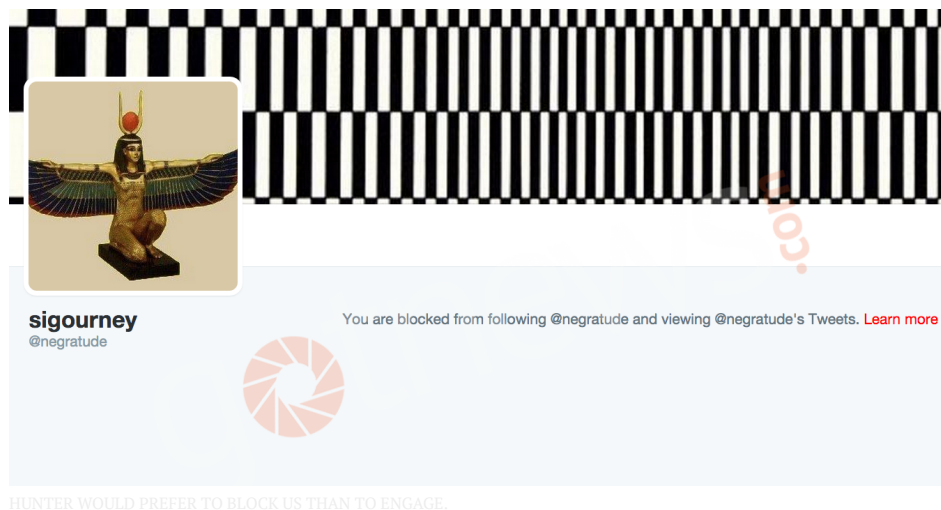 sigourney
@negratude
You are blocked from following @negratude and viewing @negratude's Tweets. Learn more
.com
HUNTER WOULD PREFER TO BLOCK US THAN TO ENGAGE.